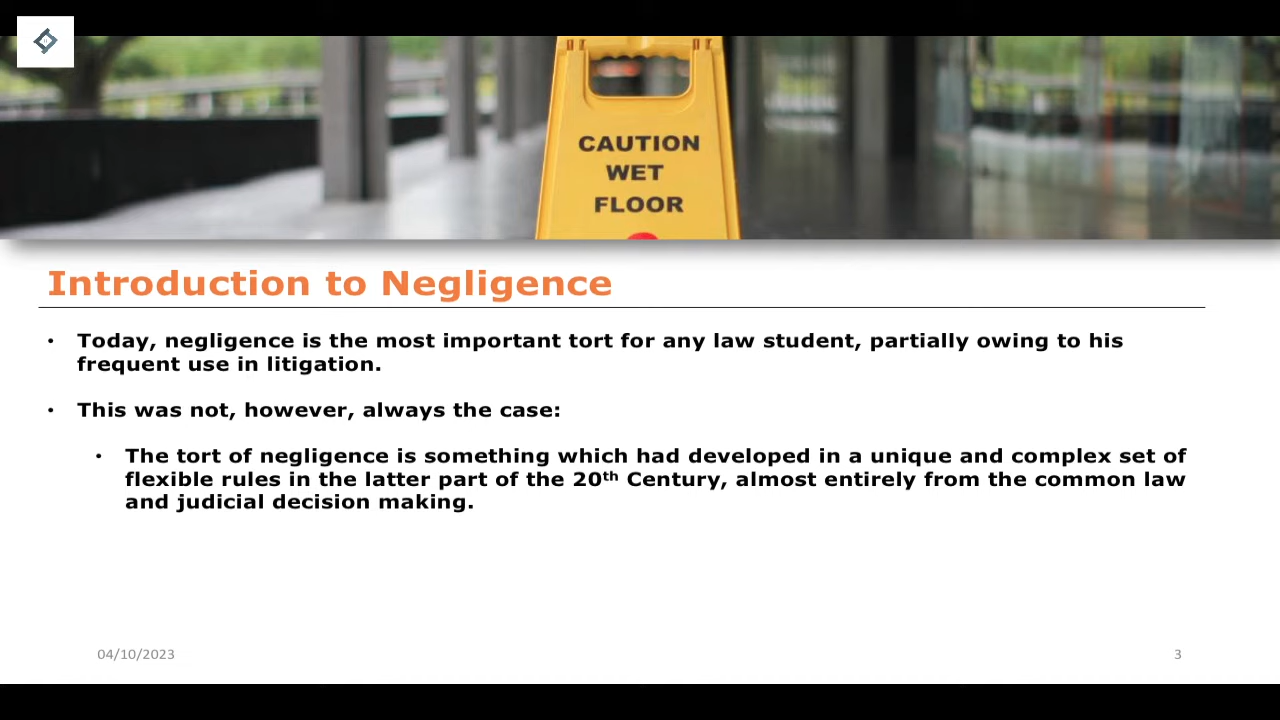 CAUTION
WET
FLOOR
Introduction to Negligence
• Today, negligence is the most important tort for any law student, partially owing to his
frequent use in litigation.
• This was not, however, always the case:
• The tort of negligence is something which had developed in a unique and complex set of
flexible rules in the latter part of the 20th Century, almost entirely from the common law
and judicial decision making.
04/10/2023
3